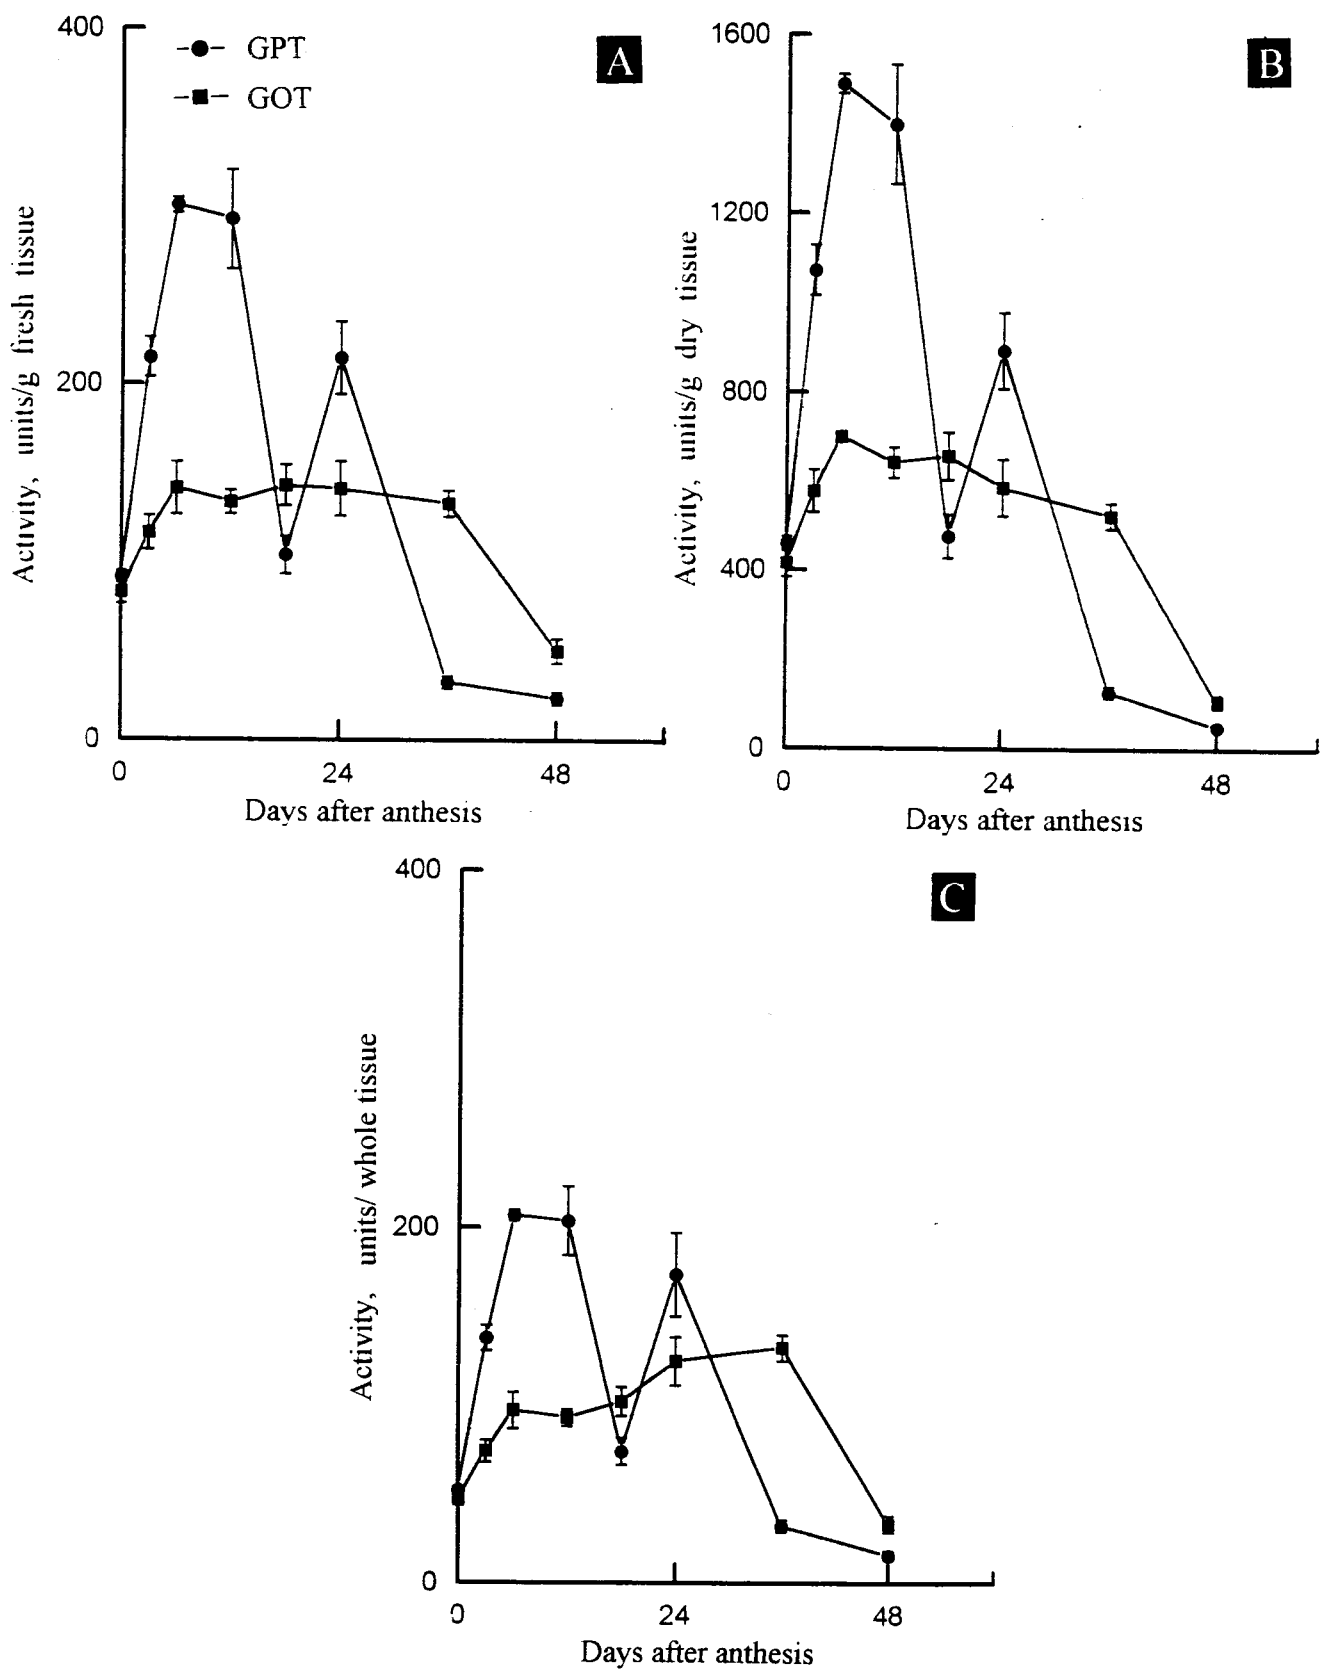 400
GPT
GOT
A
200
0
0
24
48
Activity, units/g fresh tissue
Days after anthesis
1600
B
1200
800
400
0
0
24
48
Activity, units/g dry tissue
Days after anthesis
400
C
200
0
0
24
48
Activity, units/ whole tissue
Days after anthesis